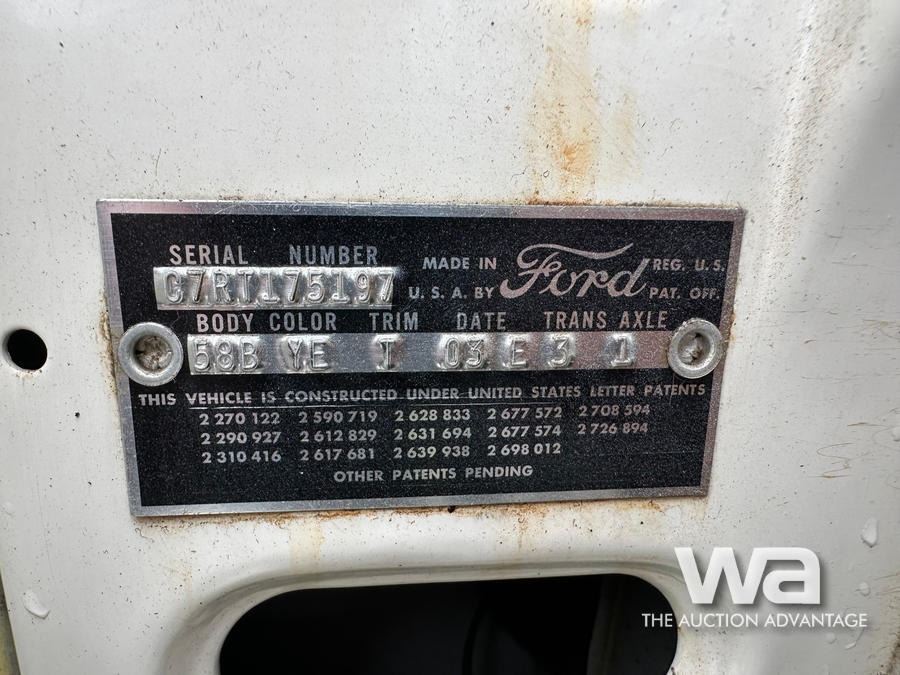 SERIAL NUMBER
C7RT175197
MADE IN
U. S. A. BY
Ford
REG. U. S.
PAT. OFF.
BODY COLOR TRIM DATE TRANS AXLE
58B YE T 03E 3 1
THIS VEHICLE IS CONSTRUCTED UNDER UNITED STATES LETTER PATENTS
2 270 122 2 590 719 2 628 833 2 677 572 2 708 594
2 290 927 2 612 829 2 631 694 2 677 574 2 726 894
2 310 416 2 617 681 2 639 938 2 698 012
OTHER PATENTS PENDING
wa
THE AUCTION ADVANTAGE